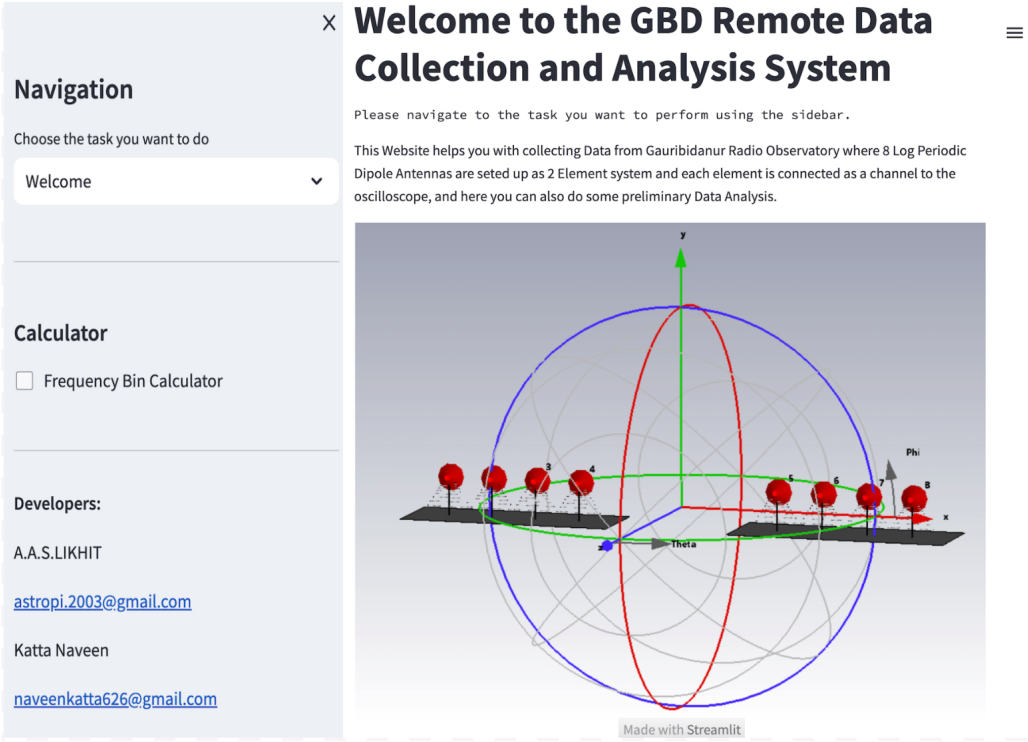 X
Navigation
Choose the task you want to do
Welcome
Calculator
Frequency Bin Calculator
Developers:
A.A.S.LIKHIT
astropi.2003@gmail.com
Katta Naveen
naveenkatta626@gmail.com
Welcome to the GBD Remote Data
Collection and Analysis System
Please navigate to the task you want to perform using the sidebar.
This Website helps you with collecting Data from Gauribidanur Radio Observatory where 8 Log Periodic
Dipole Antennas are seted up as 2 Element system and each element is connected as a channel to the
oscilloscope, and here you can also do some preliminary Data Analysis.
y
Phi
3
4
5
6
7
8
x
z
Theta
Made with Streamlit